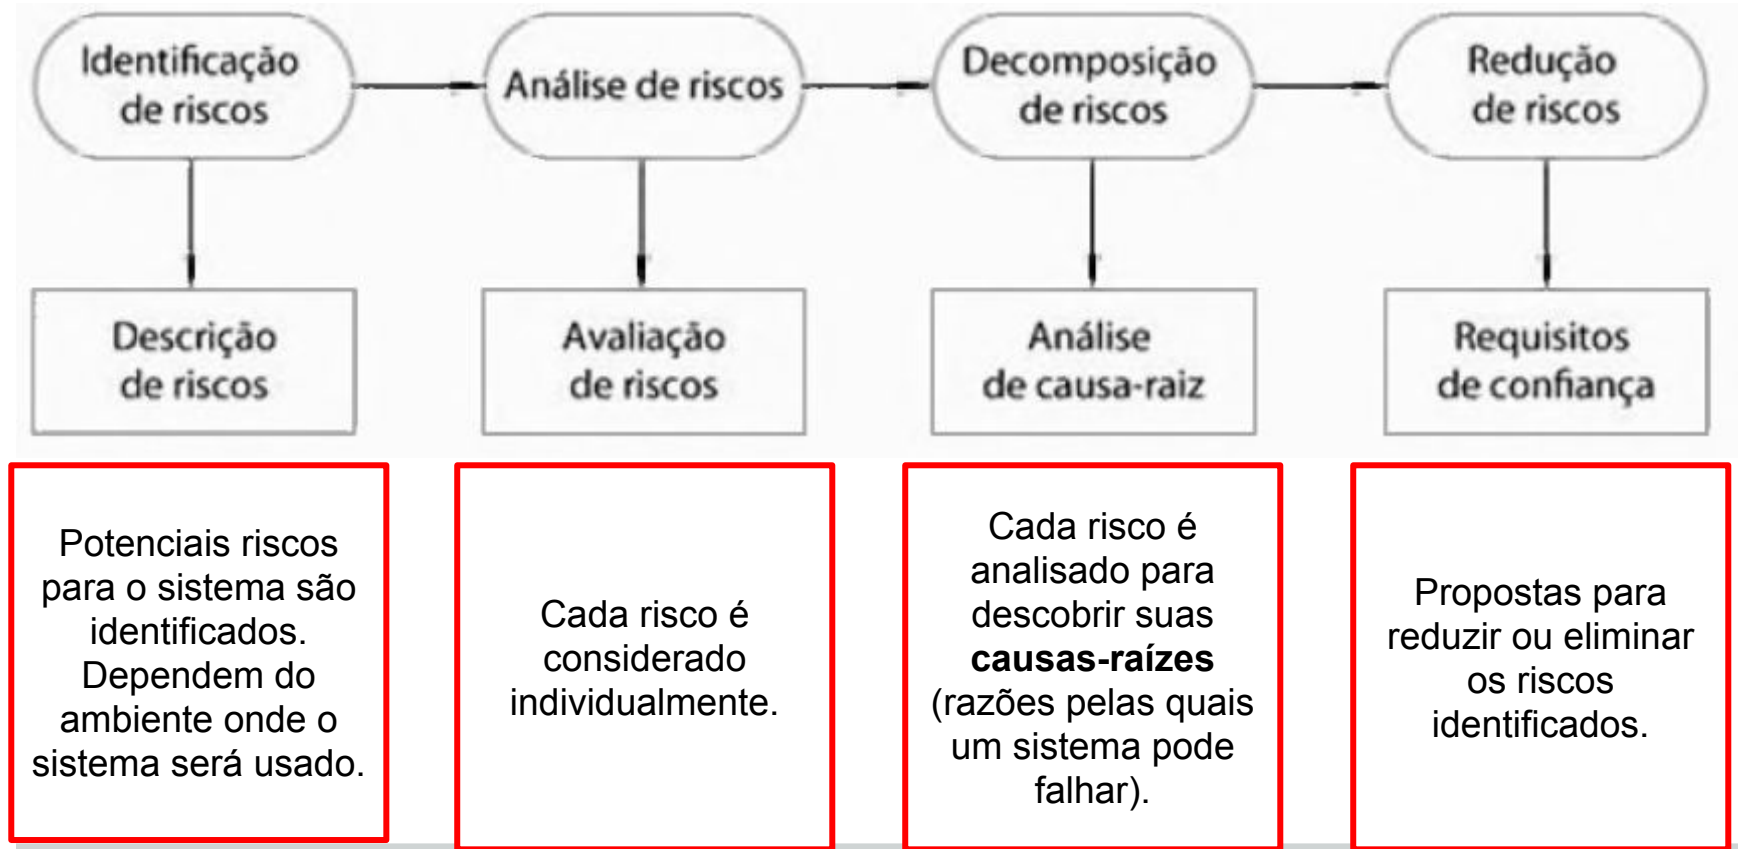 Identificação
de riscos
Análise de riscos
Decomposição
de riscos
Redução
de riscos
Descrição
de riscos
Avaliação
de riscos
Análise
de causa-raiz
Requisitos
de confiança
Potenciais riscos
para o sistema são
identificados.
Dependem do
ambiente onde o
sistema será usado.
Cada risco é
considerado
individualmente.
Cada risco é
analisado para
descobrir suas
causas-raízes
(razões pelas quais
um sistema pode
falhar).
Propostas para
reduzir ou eliminar
os riscos
identificados.